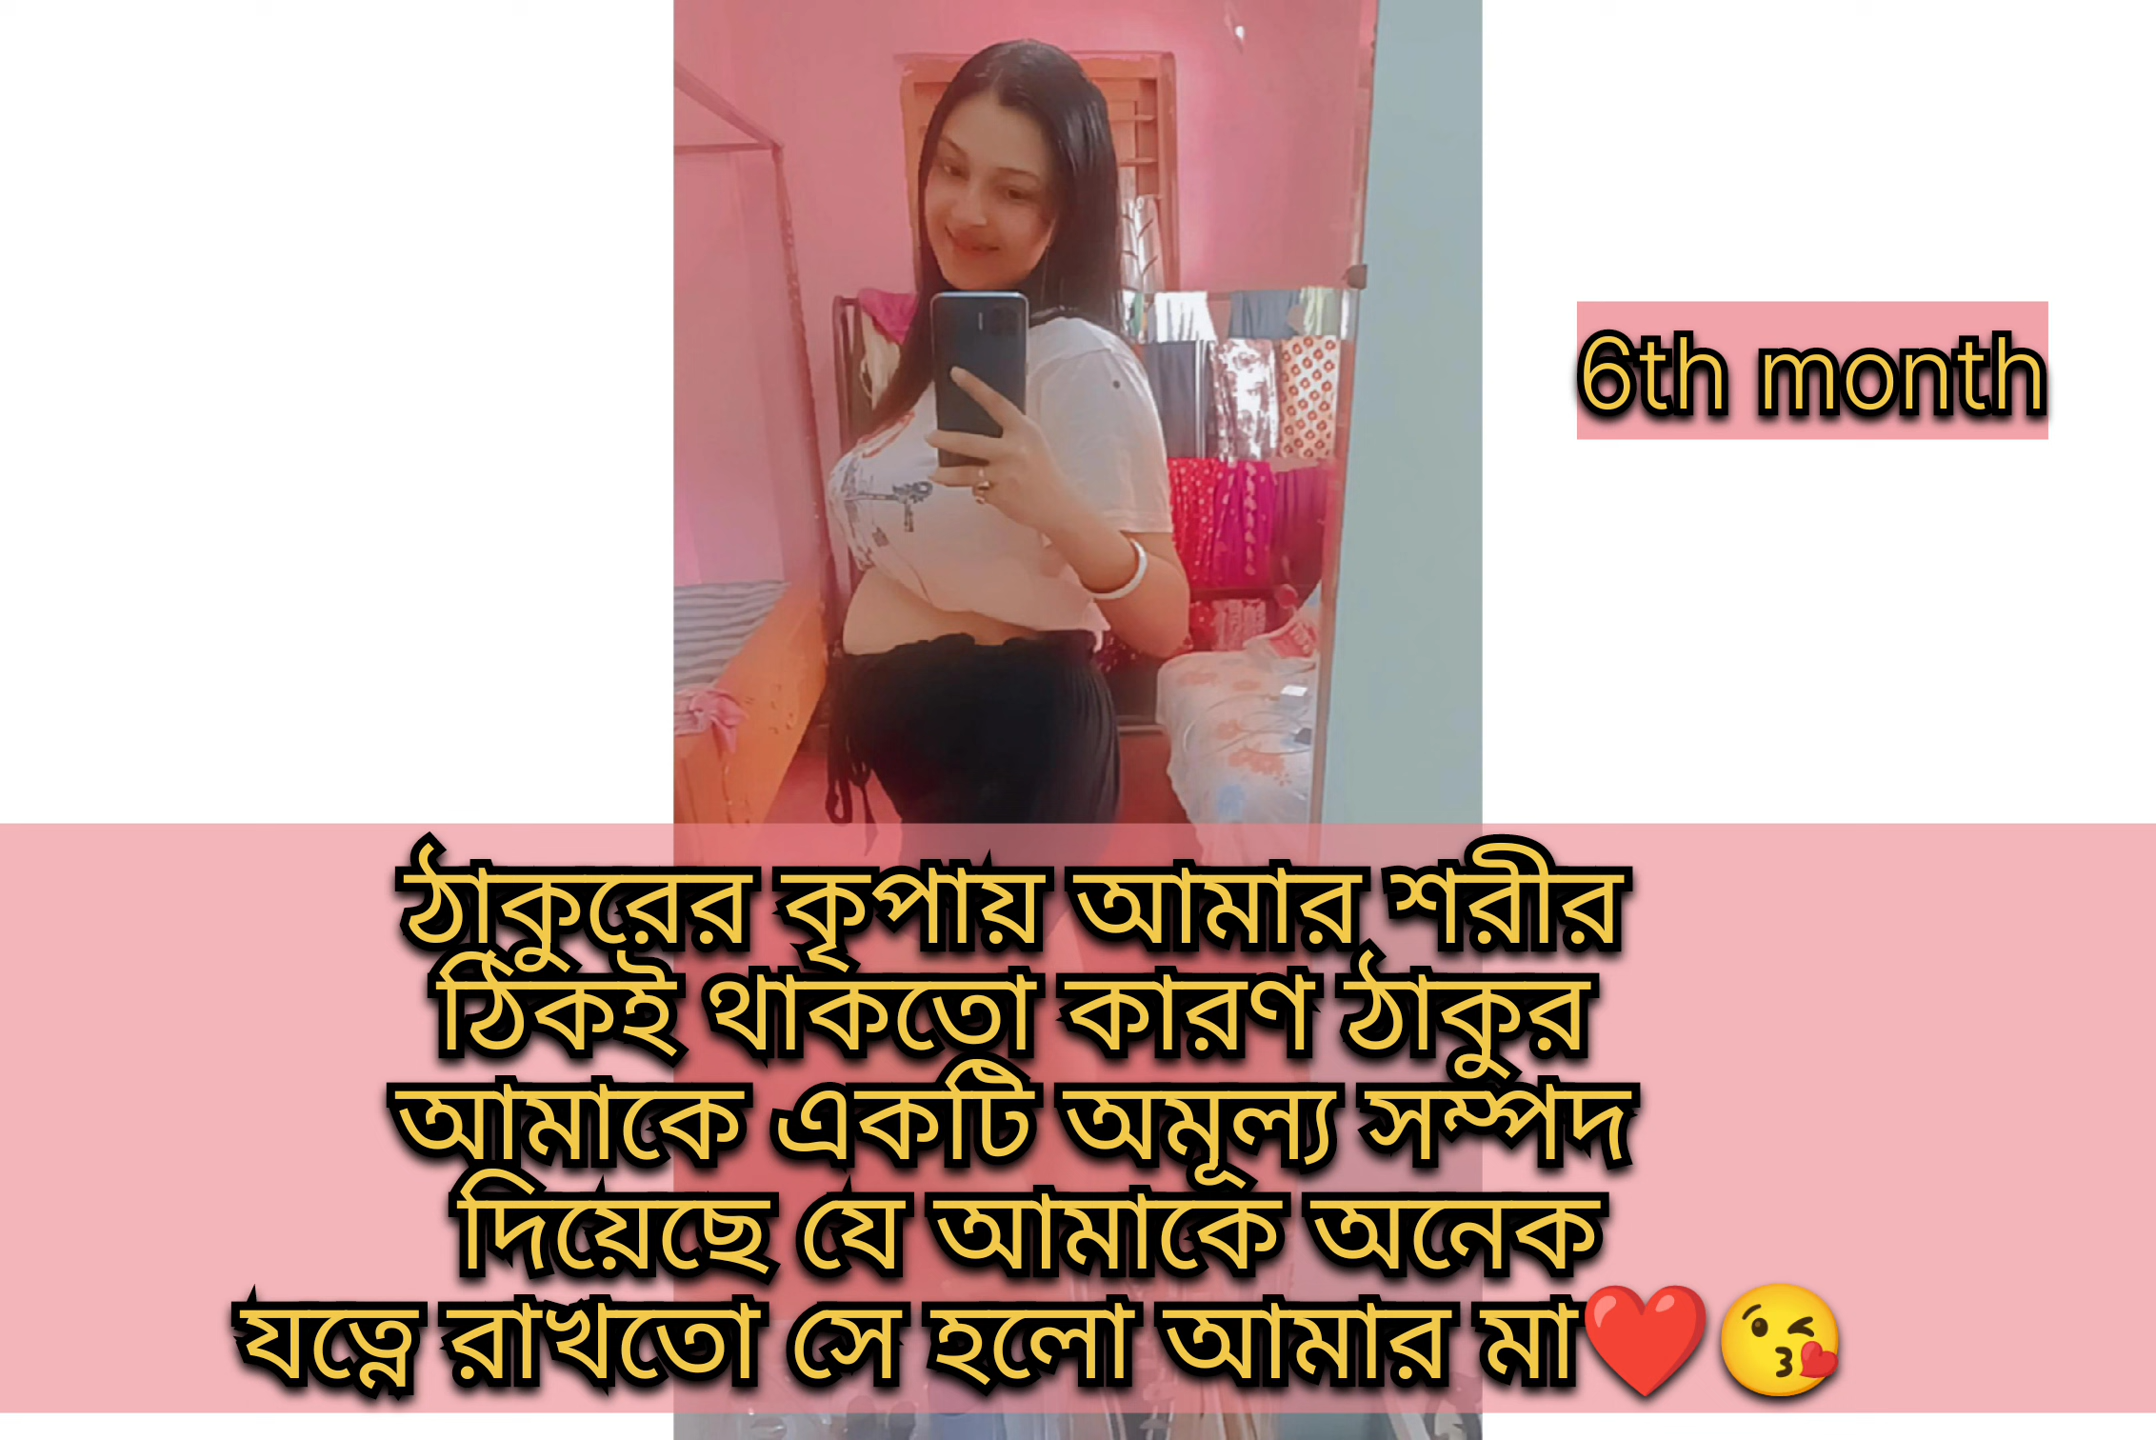 6th month
ঠাকুরের কৃপায় আমার শরীর
ঠিকই থাকতো কারণ ঠাকুর
আমাকে একটি অমূল্য সম্পদ
দিয়েছে যে আমাকে অনেক
যত্নে রাখতো সে হলো আমার মা❤️😘